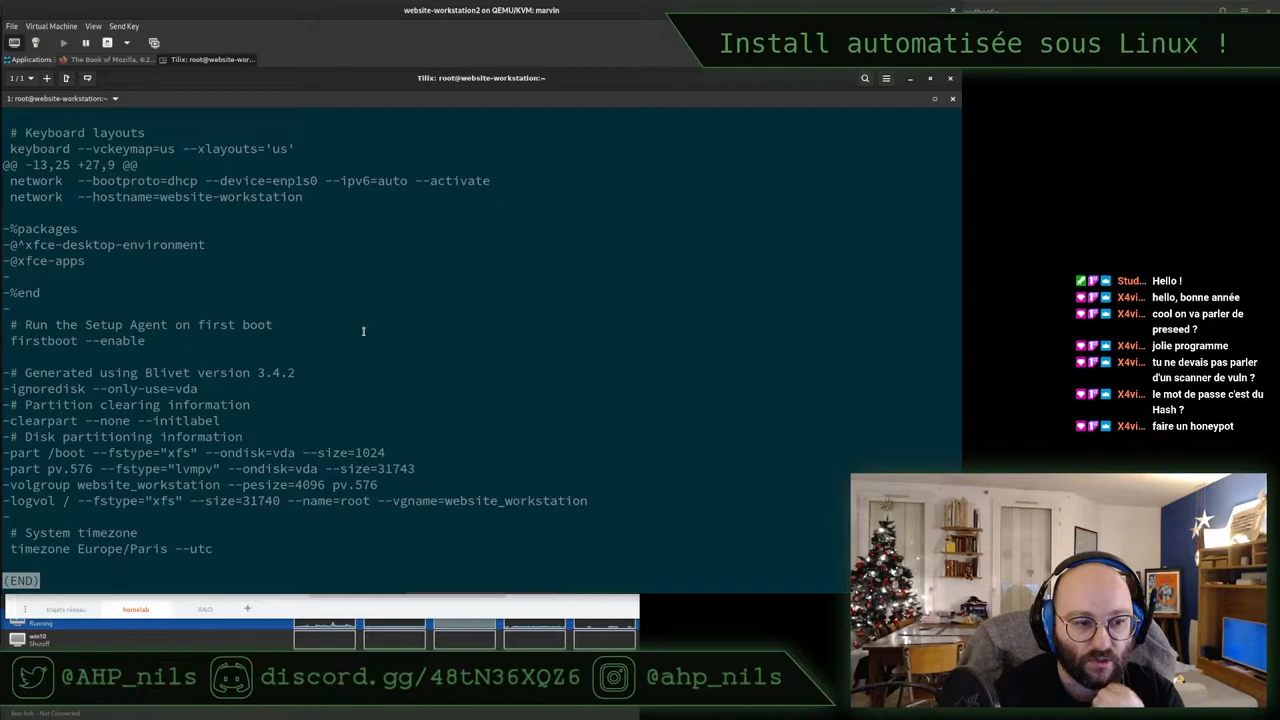 website-workstation2 on QEMU/KVM: marvin
File Virtual Machine View Send Key
Install automatisée sous Linux !
Applications The Book of Mozilla, 6:2... Tilix: root@website-wor...
1 / 1 Tilix: root@website-workstation:~
1: root@website-workstation:~
# Keyboard layouts
keyboard --vckeymap=us --xlayouts='us'
@@ -13,25 +27,9 @@
network  --bootproto=dhcp --device=enp1s0 --ipv6=auto --activate
network  --hostname=website-workstation
-%packages
-@^xfce-desktop-environment
-@xfce-apps
-
-%end
-
# Run the Setup Agent on first boot
firstboot --enable
-# Generated using Blivet version 3.4.2
-ignoredisk --only-use=vda
-# Partition clearing information
-clearpart --none --initlabel
-# Disk partitioning information
-part /boot --fstype="xfs" --ondisk=vda --size=1024
-part pv.576 --fstype="lvmpv" --ondisk=vda --size=31743
-volgroup website_workstation --pesize=4096 pv.576
-logvol / --fstype="xfs" --size=31740 --name=root --vgname=website_workstation
-
# System timezone
timezone Europe/Paris --utc
(END)
Stud... Hello !
X4vi... hello, bonne année
X4vi... cool on va parler de
preseed ?
X4vi... jolie programme
X4vi... tu ne devais pas parler
d'un scanner de vuln ?
X4vi... le mot de passe c'est du
Hash ?
X4vi... faire un honeypot
trajets réseau homelab RAID +
Running
win10
Shutoff
@AHP_nils discord.gg/48tN36XQZ6 @ahp_nils